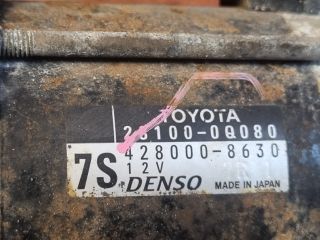 TOYOTA
28100-0Q080
7S 428000-8630
12V
DENSO MADE IN JAPAN